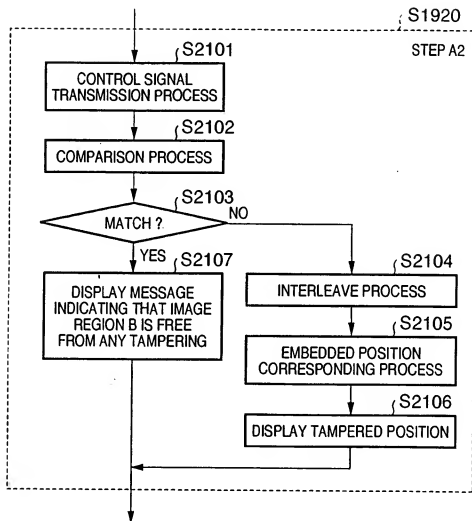 S1920
STEP A2
S2101
CONTROL SIGNAL
TRANSMISSION PROCESS
S2102
COMPARISON PROCESS
S2103
MATCH ?
NO
YES
S2107
DISPLAY MESSAGE
INDICATING THAT IMAGE
REGION B IS FREE
FROM ANY TAMPERING
S2104
INTERLEAVE PROCESS
S2105
EMBEDDED POSITION
CORRESPONDING PROCESS
S2106
DISPLAY TAMPERED POSITION